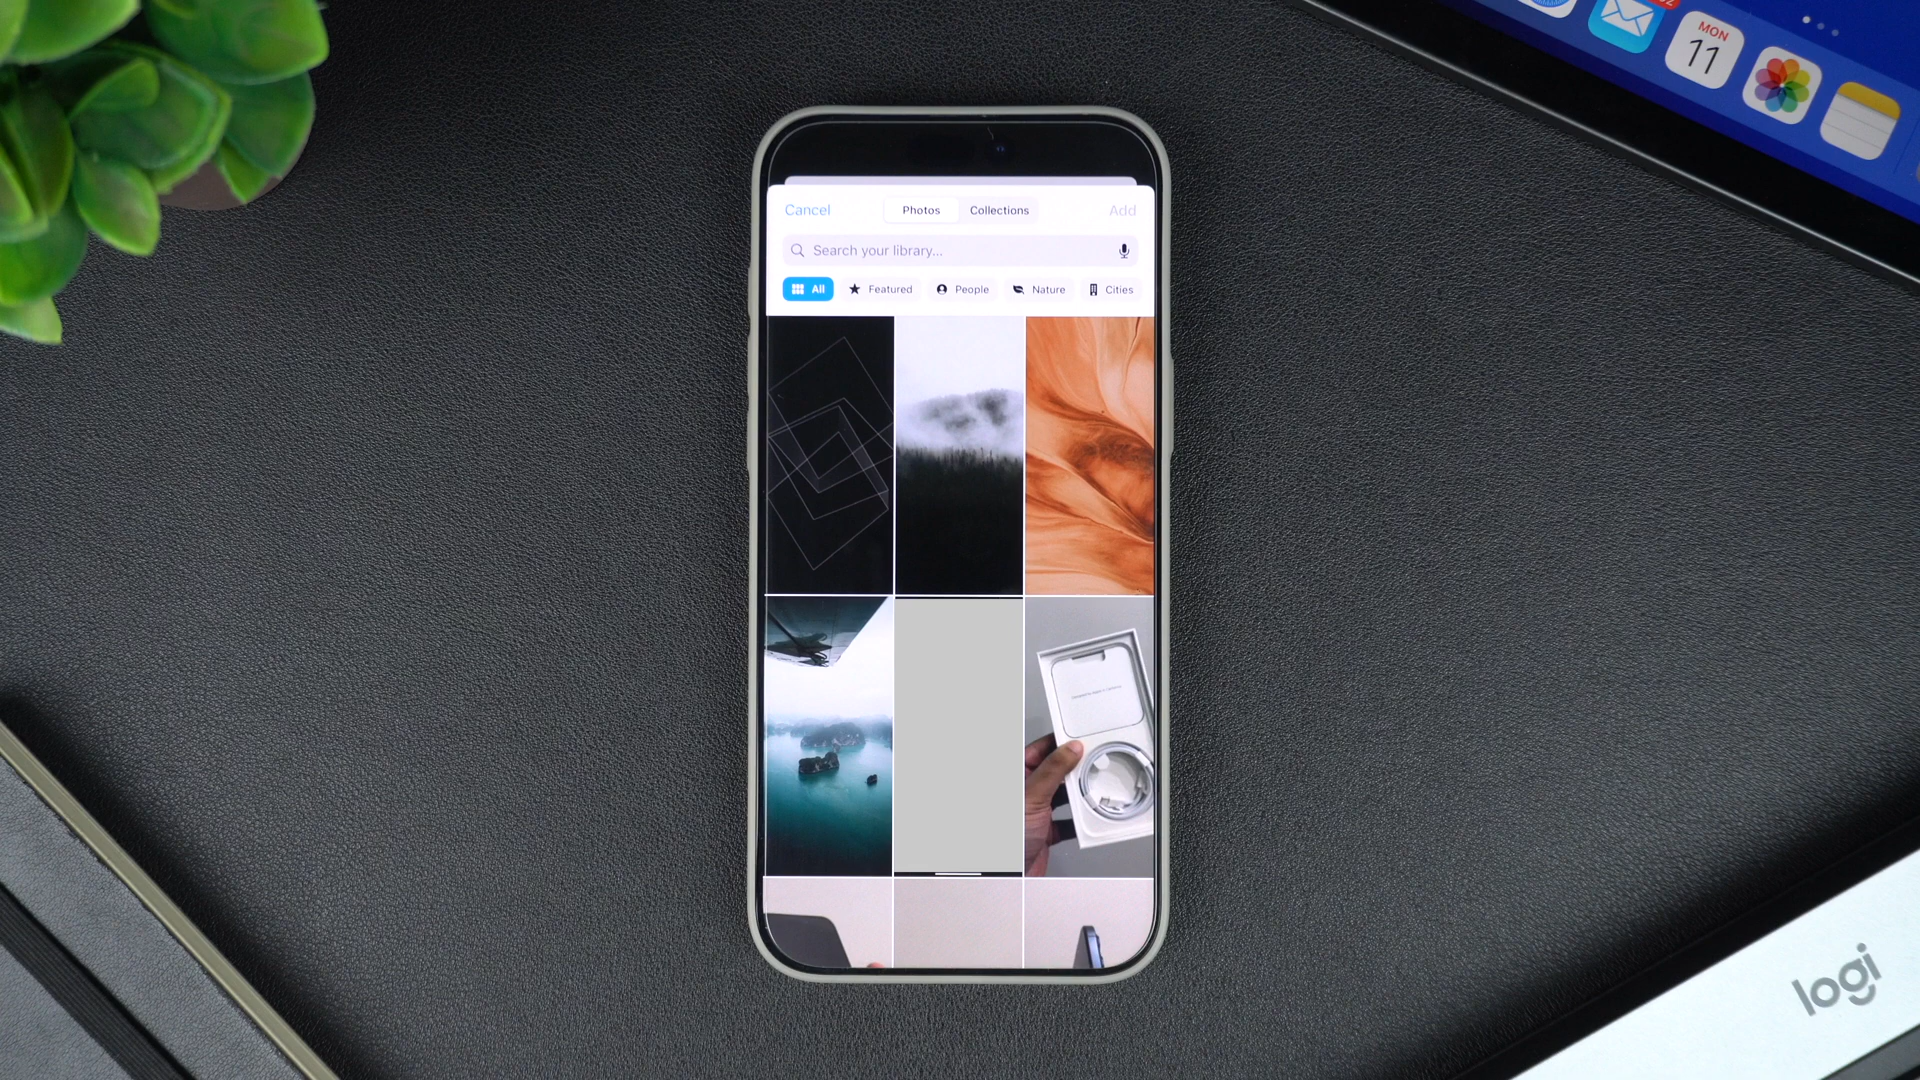 MON
11
Cancel
Photos
Collections
Add
Search your library...
All
Featured
People
Nature
Cities
logi